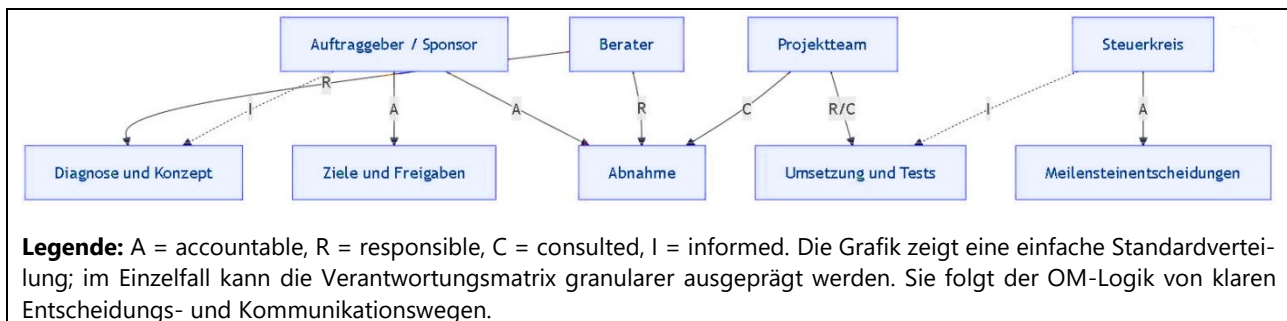 Auftraggeber / Sponsor
Berater
Projektteam
Steuerkreis
R
I
A
A
R
C
R/C
I
A
Diagnose und Konzept
Ziele und Freigaben
Abnahme
Umsetzung und Tests
Meilensteinentscheidungen
Legende: A = accountable, R = responsible, C = consulted, I = informed. Die Grafik zeigt eine einfache Standardvertei-
lung; im Einzelfall kann die Verantwortungsmatrix granularer ausgeprägt werden. Sie folgt der OM-Logik von klaren
Entscheidungs- und Kommunikationswegen.